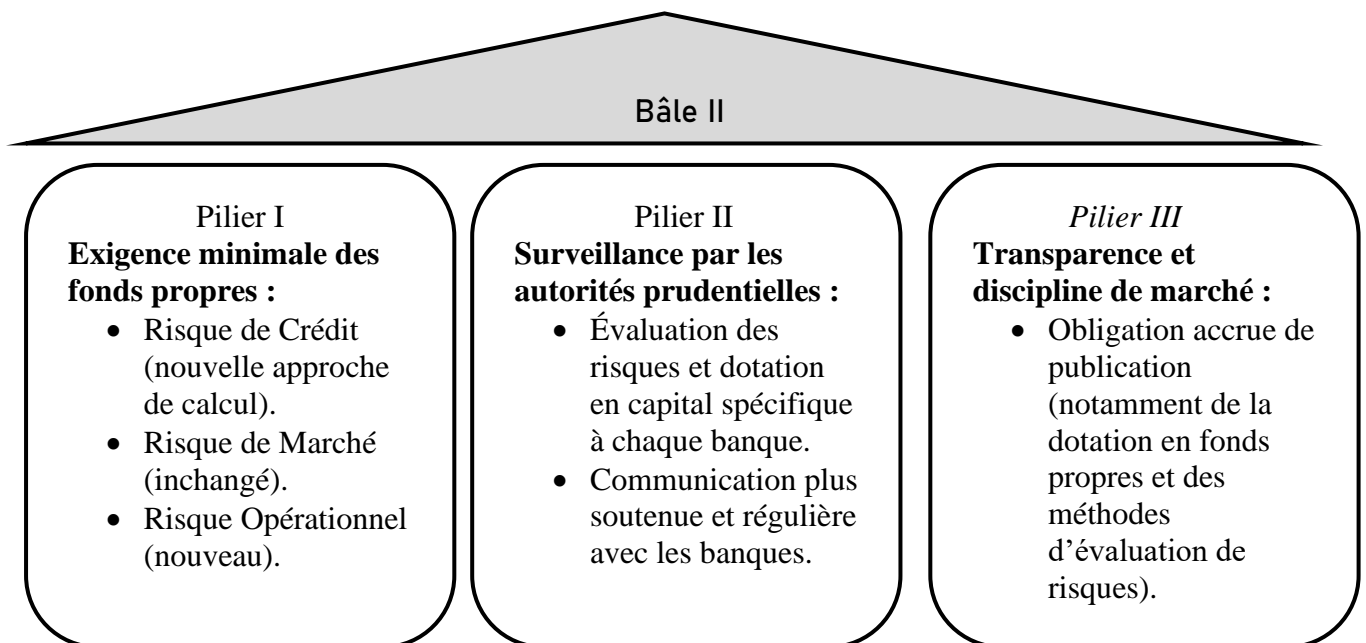 Bâle II
Pilier I
Exigence minimale des
fonds propres :
• Risque de Crédit
(nouvelle approche
de calcul).
• Risque de Marché
(inchangé).
• Risque Opérationnel
(nouveau).
Pilier II
Surveillance par les
autorités prudentielles :
• Évaluation des
risques et dotation
en capital spécifique
à chaque banque.
• Communication plus
soutenue et régulière
avec les banques.
Pilier III
Transparence et
discipline de marché :
• Obligation accrue de
publication
(notamment de la
dotation en fonds
propres et des
méthodes
d’évaluation de
risques).